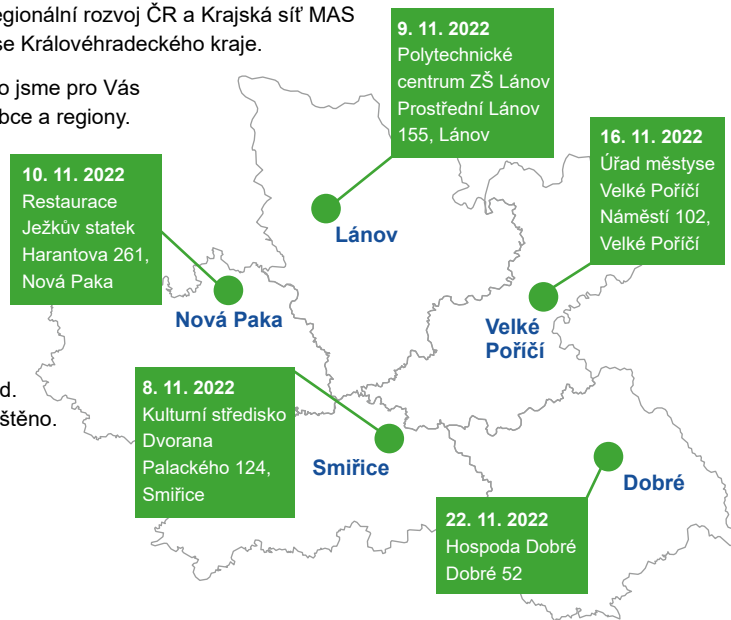 egionální rozvoj ČR a Krajská síť MAS
se Královéhradeckého kraje.
o jsme pro Vás
bce a regiony.
9. 11. 2022
Polytechnické
centrum ZŠ Lánov
Prostřední Lánov
155, Lánov
16. 11. 2022
Úřad městyse
Velké Poříčí
Náměstí 102,
Velké Poříčí
10. 11. 2022
Restaurace
Ježkův statek
Harantova 261,
Nová Paka
Lánov
Nová Paka
Velké
Poříčí
d.
štěno.
8. 11. 2022
Kulturní středisko
Dvorana
Palackého 124,
Smiřice
Smiřice
Dobré
22. 11. 2022
Hospoda Dobré
Dobré 52